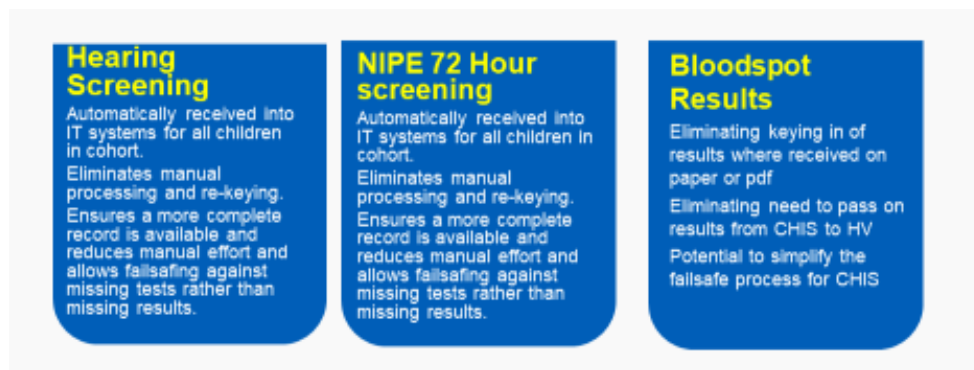 Hearing
Screening
Automatically received into
IT systems for all children
in cohort.
Eliminates manual
processing and re-keying.
Ensures a more complete
record is available and
reduces manual effort and
allows failsafing against
missing tests rather than
missing results.
NIPE 72 Hour
screening
Automatically received into
IT systems for all children in
cohort.
Eliminates manual
processing and re-keying.
Ensures a more complete
record is available and
reduces manual effort and
allows failsafing against
missing tests rather than
missing results.
Bloodspot
Results
Eliminating keying in of
results where received on
paper or pdf
Eliminating need to pass on
results from CHIS to HV
Potential to simplify the
failsafe process for CHIS